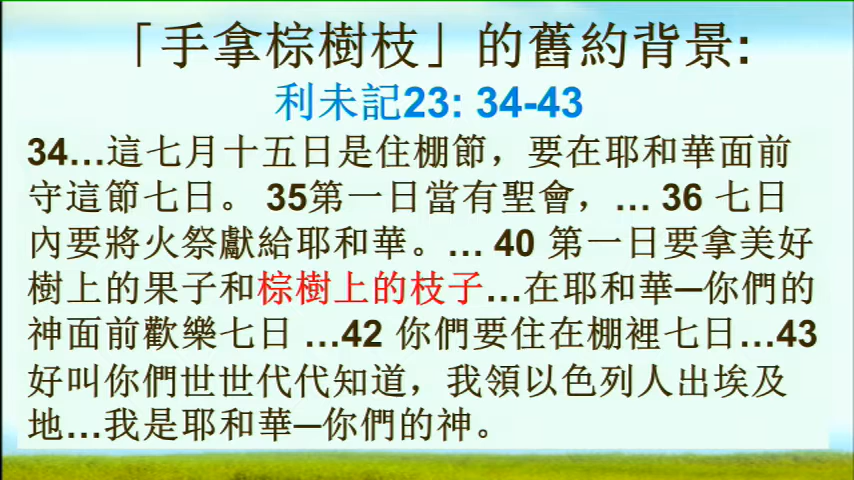 「手拿棕樹枝」的舊約背景:
利未記23: 34-43
34…這七月十五日是住棚節，要在耶和華面前
守這節七日。 35第一日當有聖會，… 36 七日
內要將火祭獻給耶和華。… 40 第一日要拿美好
樹上的果子和棕樹上的枝子…在耶和華─你們的
神面前歡樂七日 …42 你們要住在棚裡七日…43
好叫你們世世代代知道，我領以色列人出埃及
地…我是耶和華─你們的神。